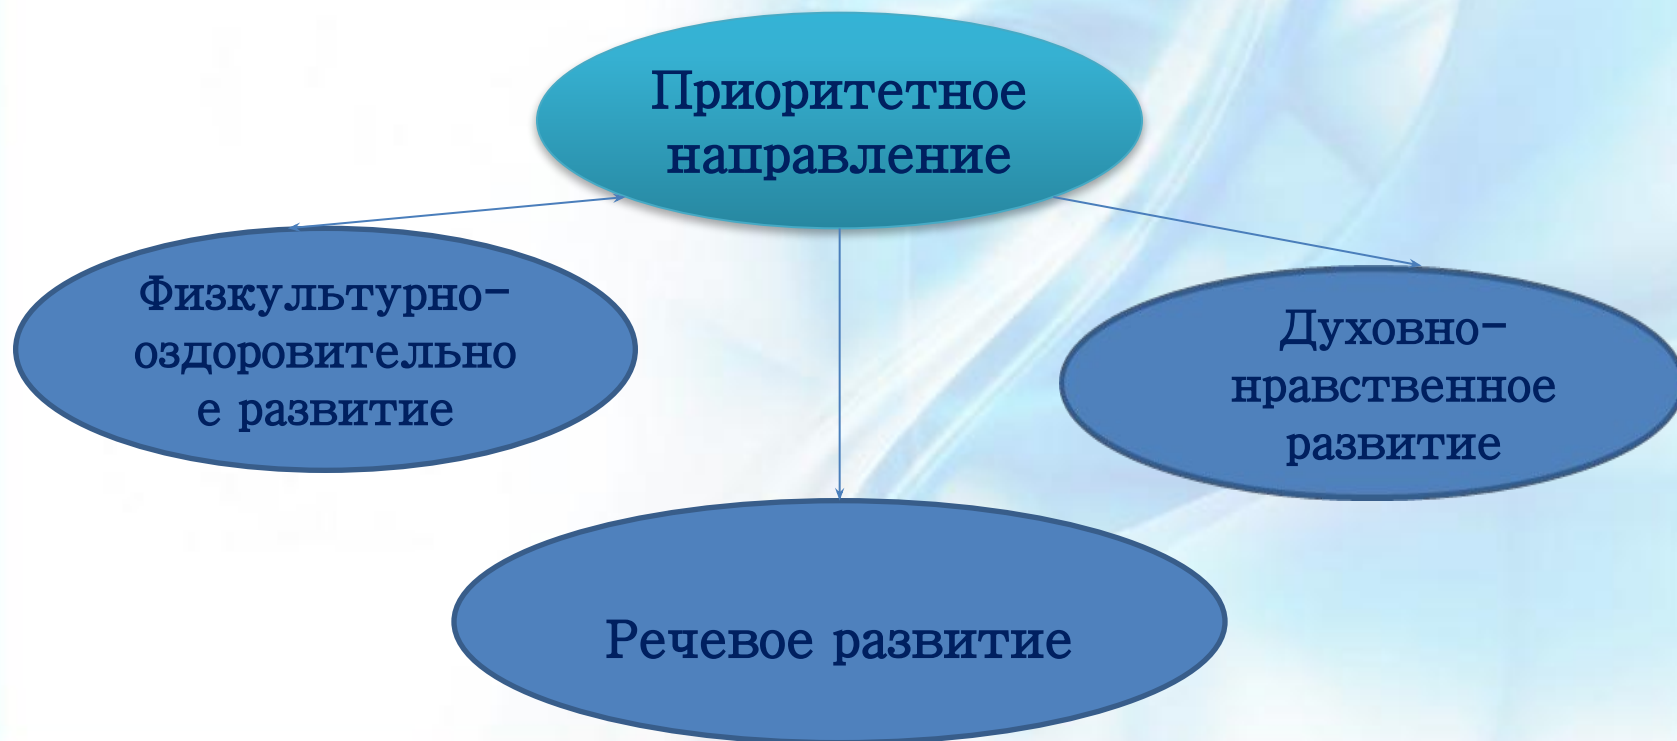 Приоритетное
направление
Физкультурно-
оздоровительно
е развитие
Духовно-
нравственное
развитие
Речевое развитие